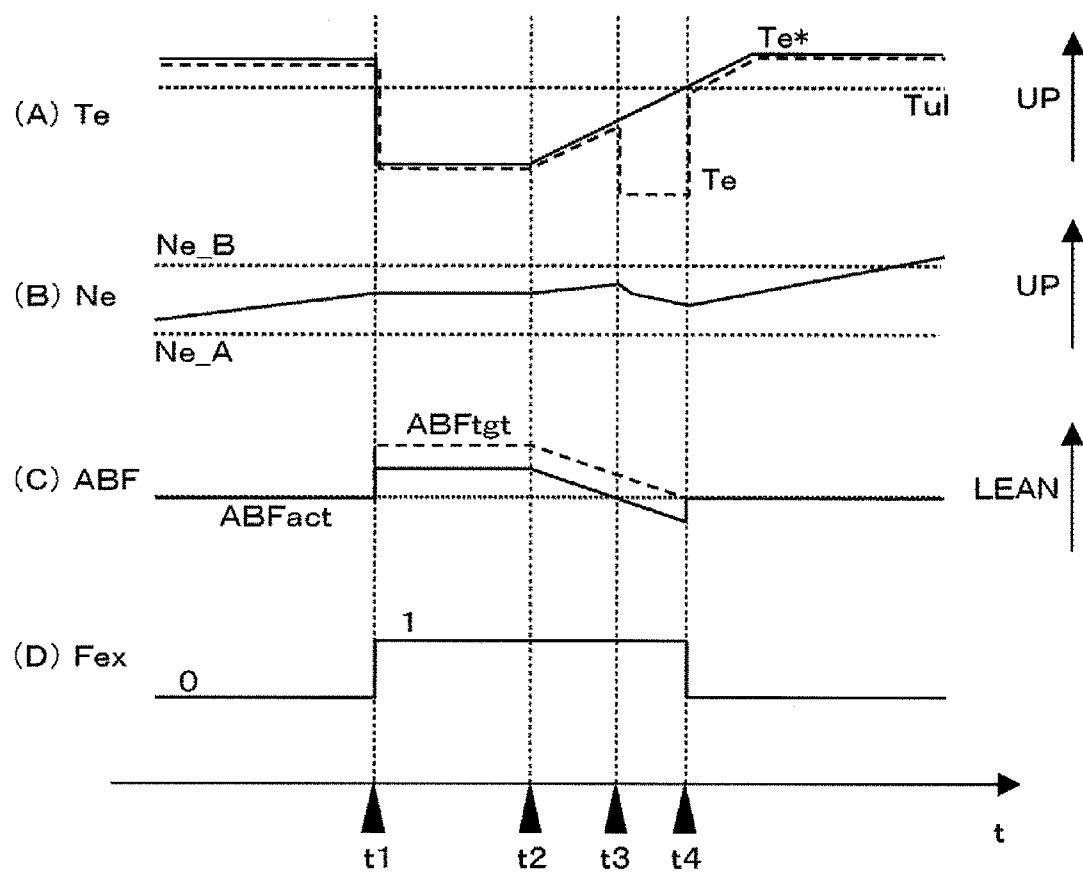 Te*
(A) Te
Tul
UP
Te
Ne_B
(B) Ne
UP
Ne_A
ABFtgt
(C) ABF
LEAN
ABFact
1
(D) Fex
0
t
t1 t2 t3 t4